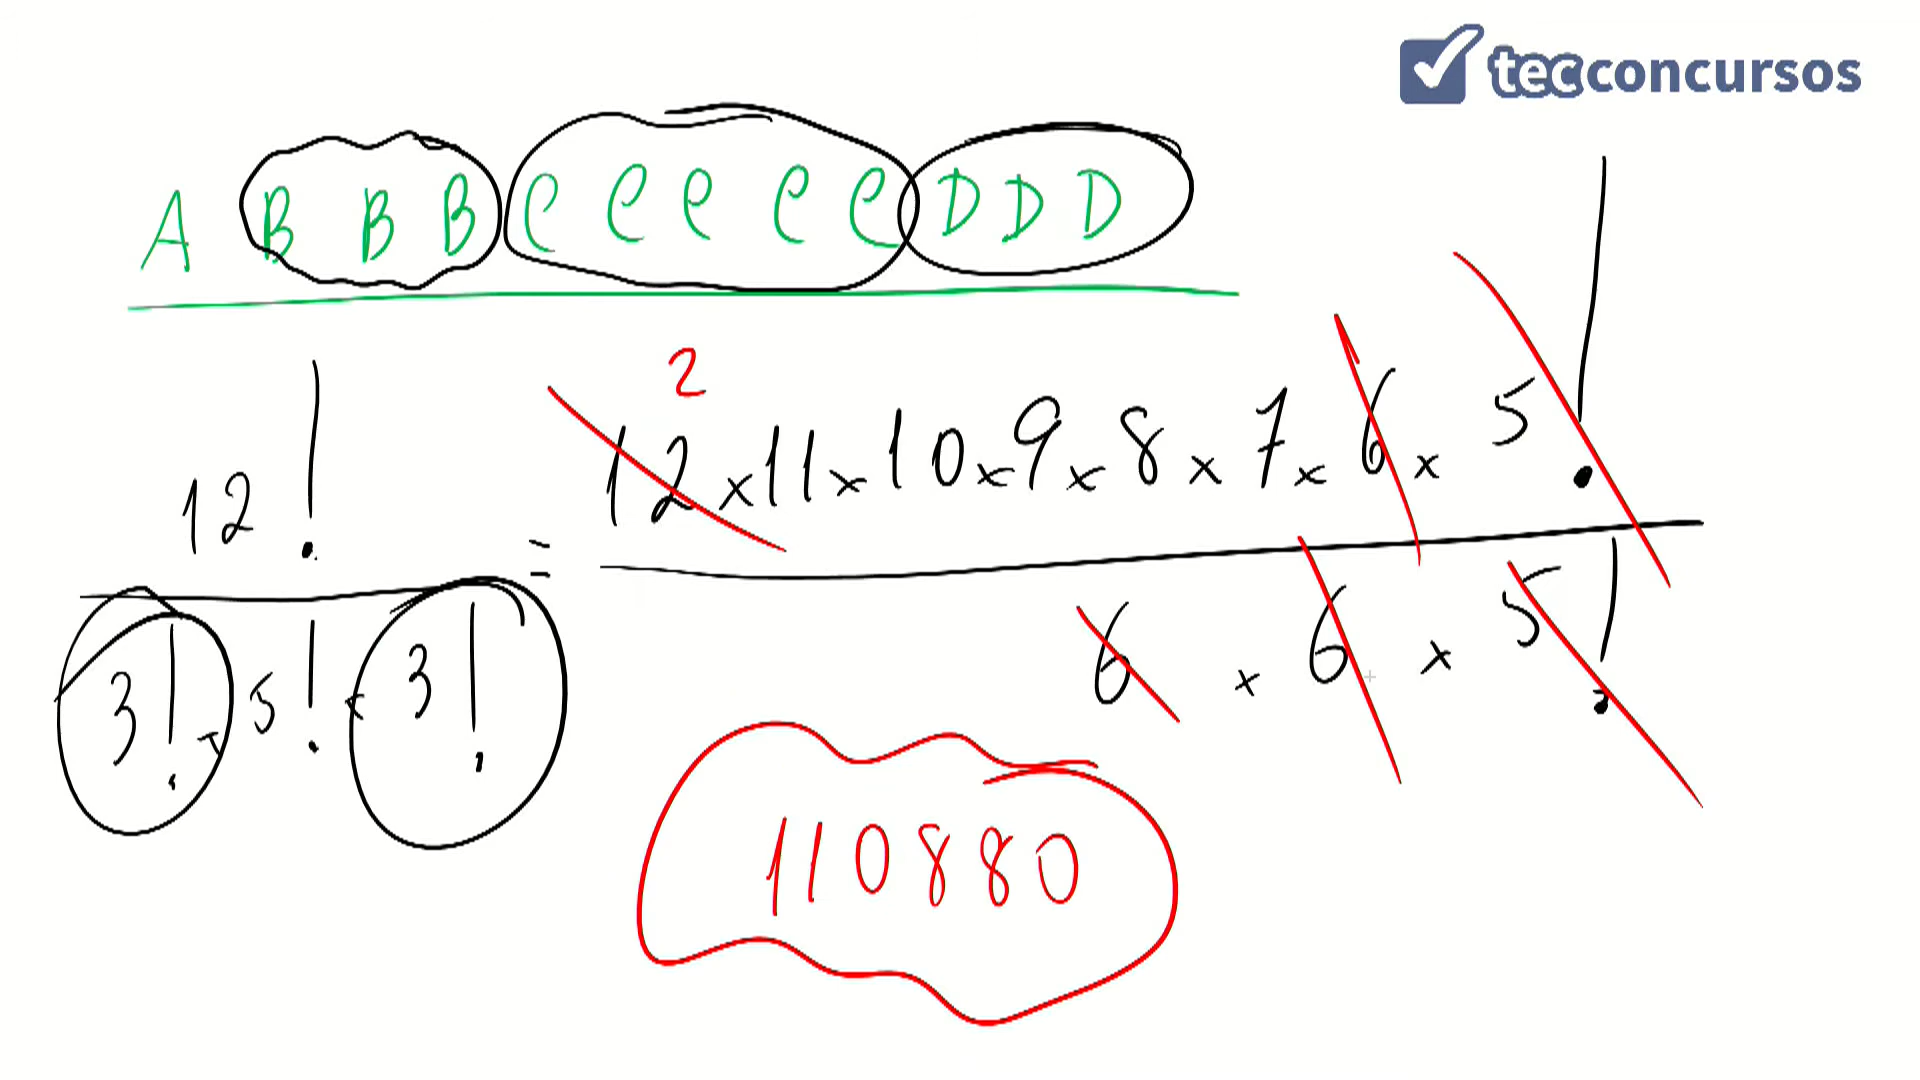 tecconcursos
A B B B C C C C C D D D
2
12! = 12 x 11 x 10 x 9 x 8 x 7 x 6 x 5!
3! x 5! x 3! 6 x 6 x 5!
110880